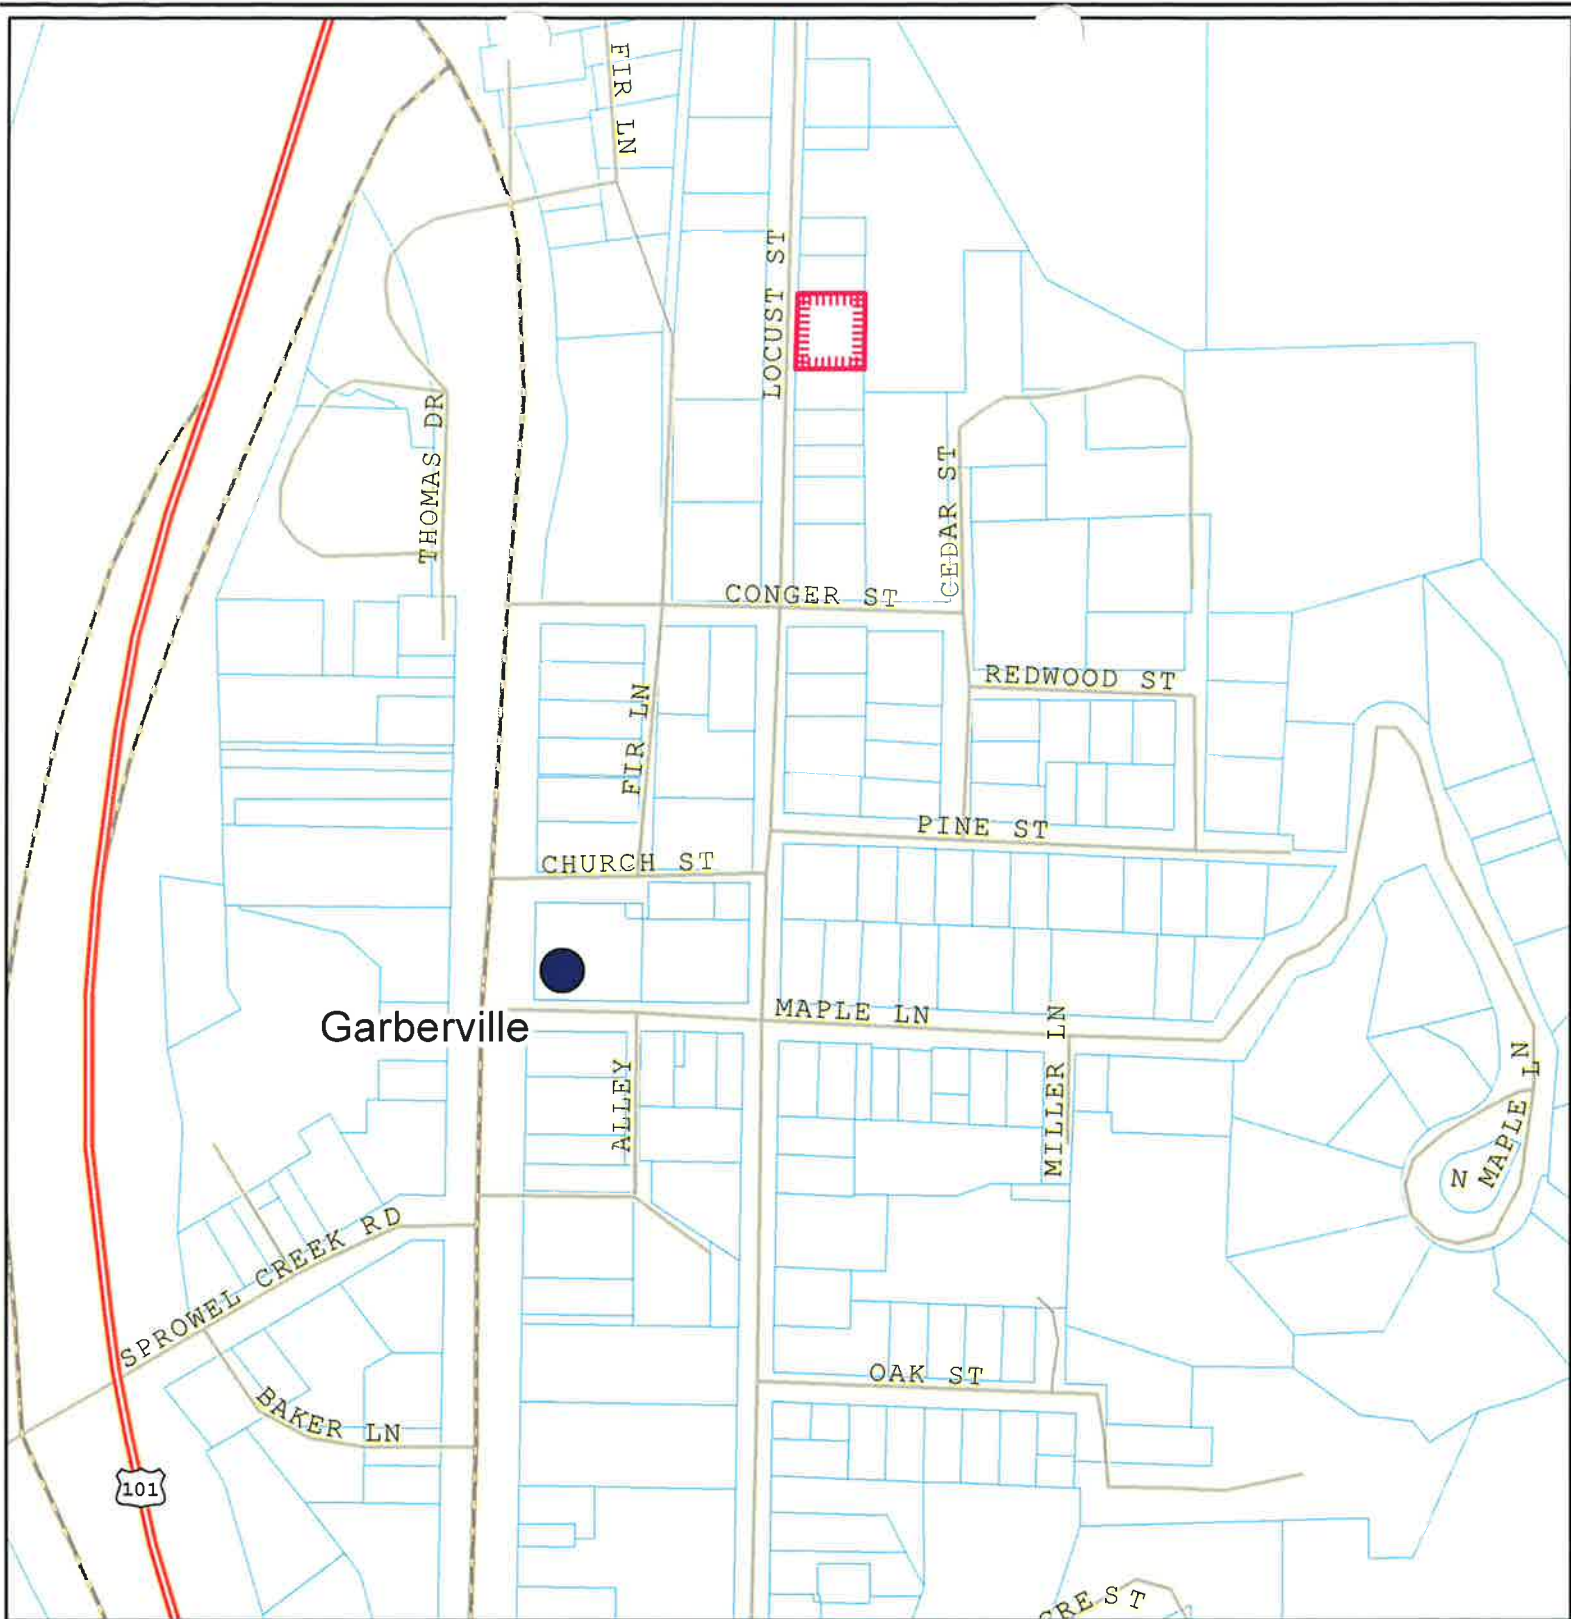 FIR LN
LOCUST ST
THOMAS DR
CEDAR ST
CONGER ST
REDWOOD ST
FIR LN
PINE ST
CHURCH ST
MAPLE LN
Garberville
MILLER LN
ALLEY
N MAPLE LN
SPROWEL CREEK RD
OAK ST
BAKER LN
101
CREST